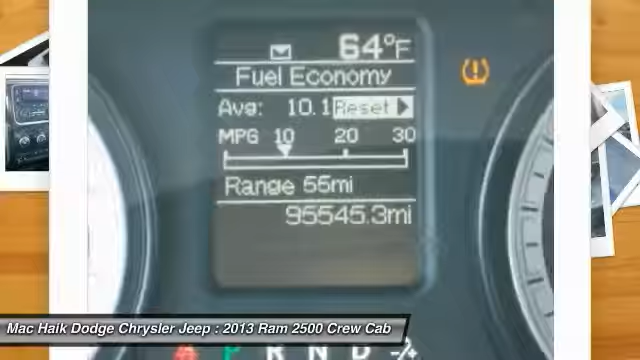 64°F
Fuel Economy
Avg: 10.1 Reset
MPG 10 20 30
Range 55mi
95545.3mi
Mac Haik Dodge Chrysler Jeep : 2013 Ram 2500 Crew Cab
P R N D